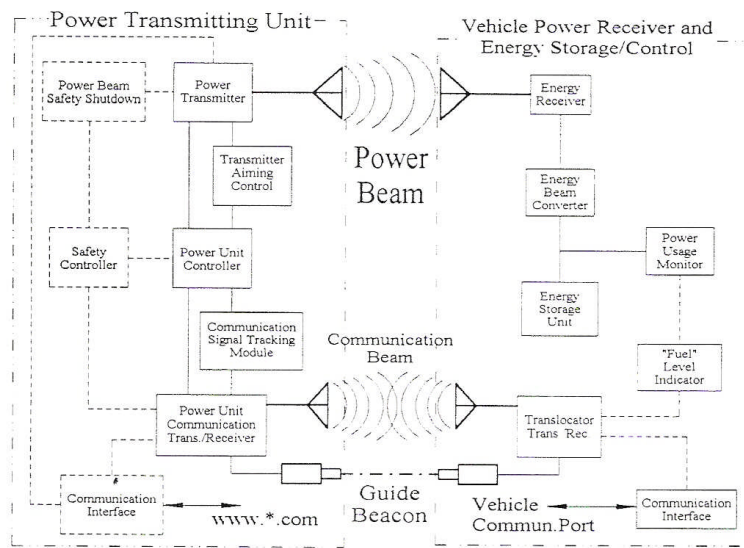 Power Transmitting Unit
Vehicle Power Receiver and
Energy Storage/Control
Power Beam
Safety Shutdown
Power
Transmitter
Energy
Receiver
Transmitter
Aiming
Control
Power
Beam
Energy
Beam
Converter
Safety
Controller
Power Unit
Controller
Power
Usage
Monitor
Energy
Storage
Unit
Communication
Signal Tracking
Module
Communication
Beam
"Fuel"
Level
Indicator
Power Unit
Communication
Trans./Receiver
Translocator
Trans Rec
Communication
Interface
www.*.com
Guide
Beacon
Vehicle
Commun.Port
Communication
Interface